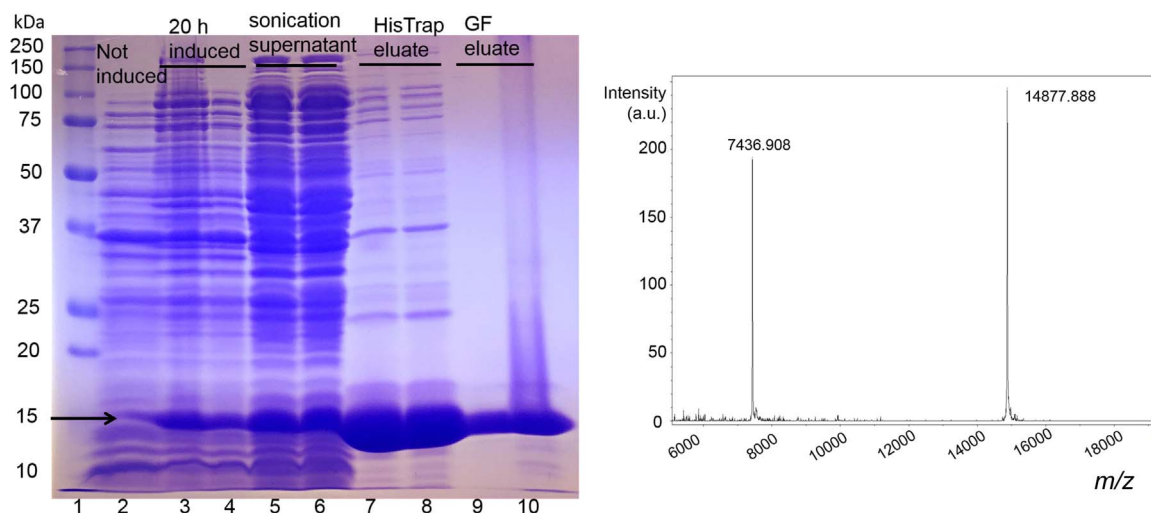 kDa
250
150
100
75
50
37
25
20
15
10
Not
induced
20 h
induced
sonication
supernatant
HisTrap
eluate
GF
eluate
1 2 3 4 5 6 7 8 9 10
Intensity
(a.u.)
200
150
100
50
0
7436.908
14877.888
6000 8000 10000 12000 14000 16000 18000
m/z